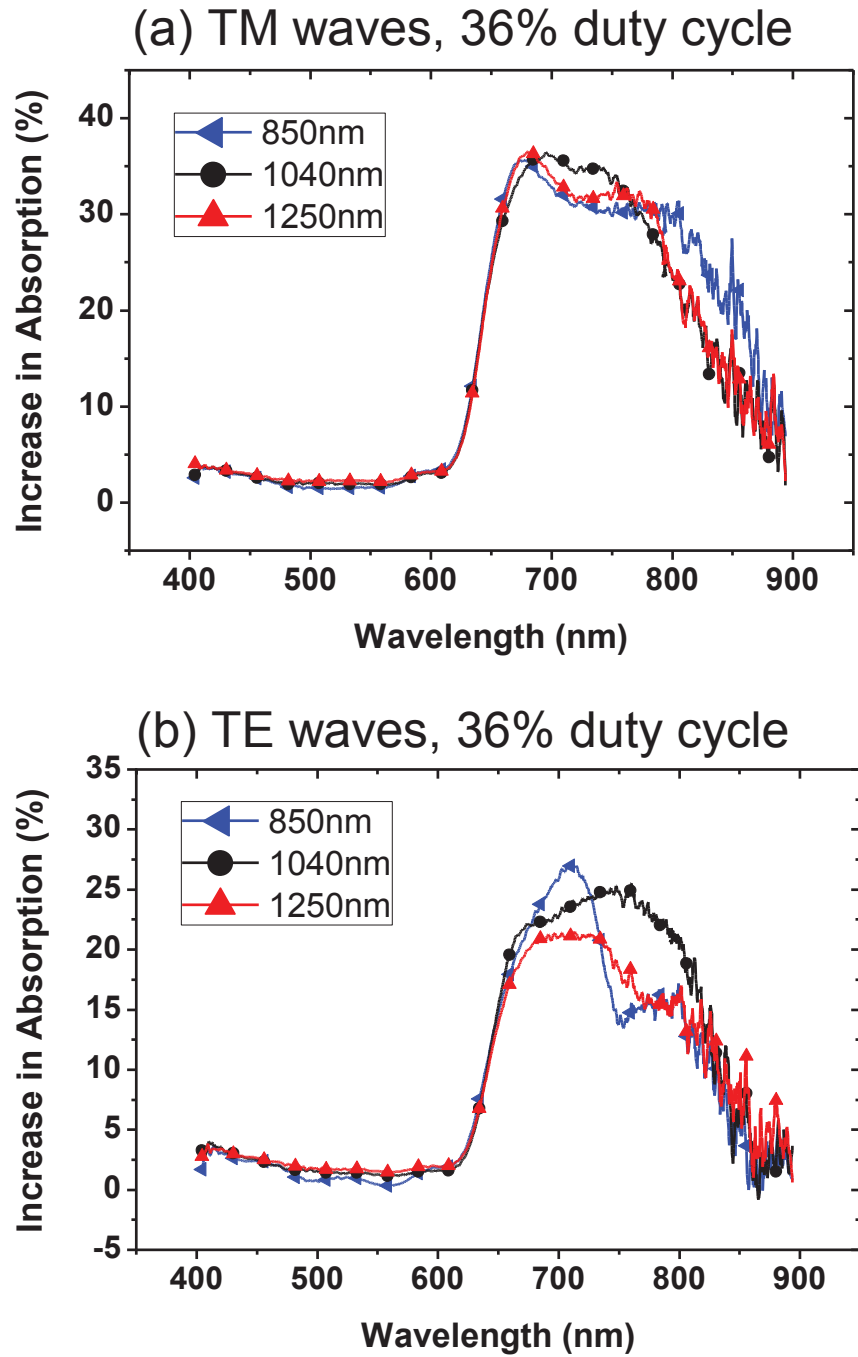 (a) TM waves, 36% duty cycle
Increase in Absorption (%)
40
30
20
10
0
850nm
1040nm
1250nm
400 500 600 700 800 900
Wavelength (nm)
(b) TE waves, 36% duty cycle
Increase in Absorption (%)
35
30
25
20
15
10
5
0
-5
850nm
1040nm
1250nm
400 500 600 700 800 900
Wavelength (nm)